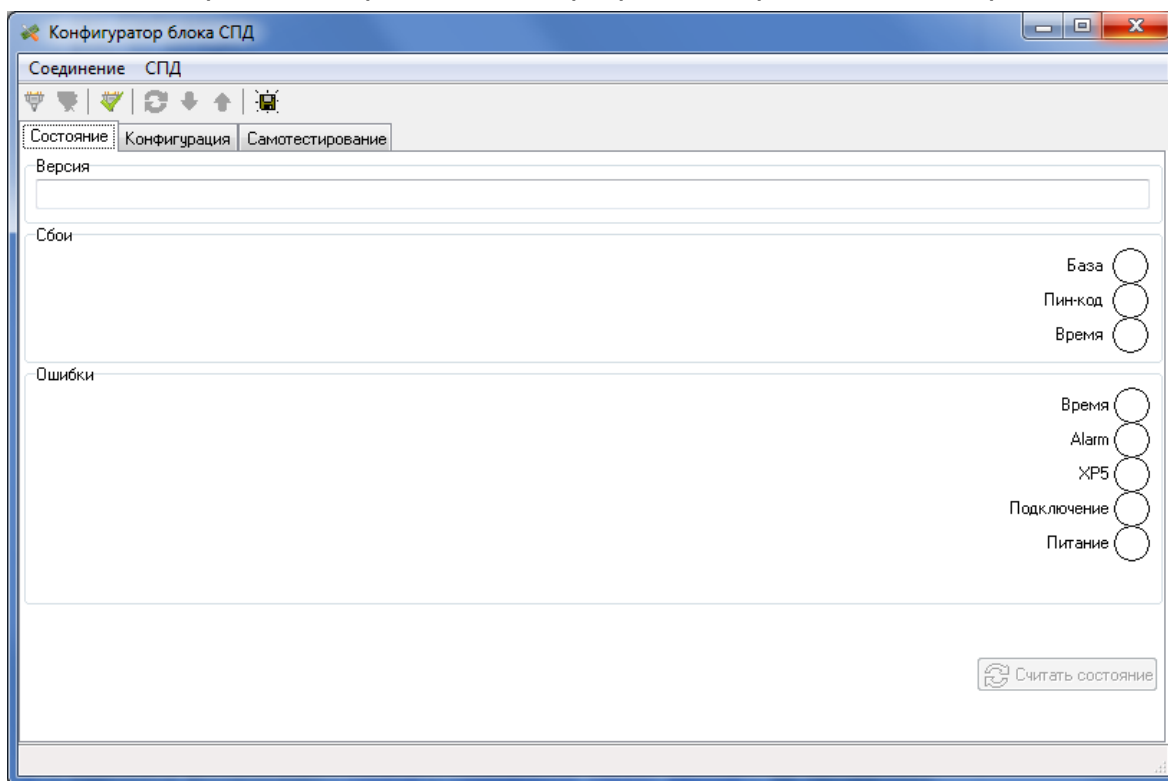 Конфигуратор блока СПД
Соединение СПД
Состояние Конфигурация Самотестирование
Версия
Сбои
База
Пин-код
Время
Ошибки
Время
Alarm
XP5
Подключение
Питание
Считать состояние